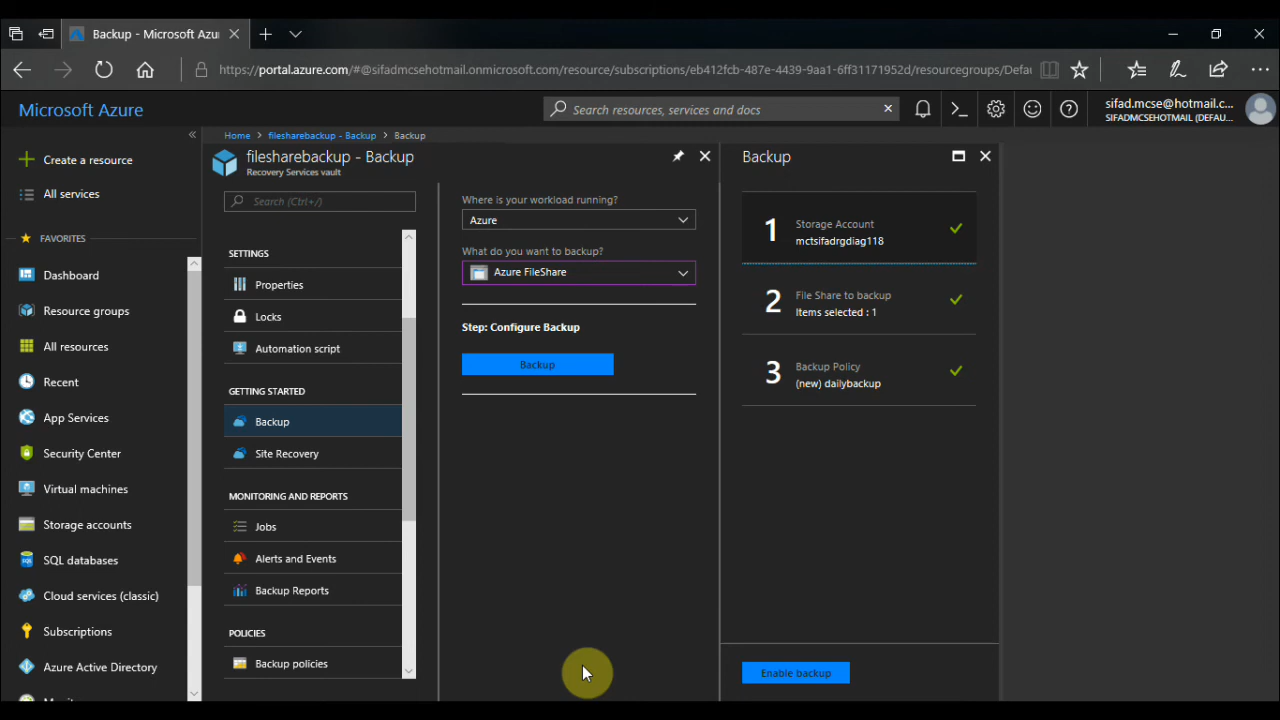 Backup - Microsoft Azu
https://portal.azure.com/#@sifadmcsehotmail.onmicrosoft.com/resource/subscriptions/eb412fcb-487e-4439-9aa1-6ff31171952d/resourcegroups/Defau
Microsoft Azure
Search resources, services and docs
sifad.mcse@hotmail.c...
SIFADMCSEHOTMAIL (DEFAU...
Home > filesharebackup - Backup > Backup
Create a resource
All services
FAVORITES
Dashboard
Resource groups
All resources
Recent
App Services
Security Center
Virtual machines
Storage accounts
SQL databases
Cloud services (classic)
Subscriptions
Azure Active Directory
filesharebackup - Backup
Recovery Services vault
Search (Ctrl+/)
SETTINGS
Properties
Locks
Automation script
GETTING STARTED
Backup
Site Recovery
MONITORING AND REPORTS
Jobs
Alerts and Events
Backup Reports
POLICIES
Backup policies
Where is your workload running?
Azure
What do you want to backup?
Azure FileShare
Step: Configure Backup
Backup
Backup
1
Storage Account
mctsifadrgdiag118
2
File Share to backup
Items selected : 1
3
Backup Policy
(new) dailybackup
Enable backup